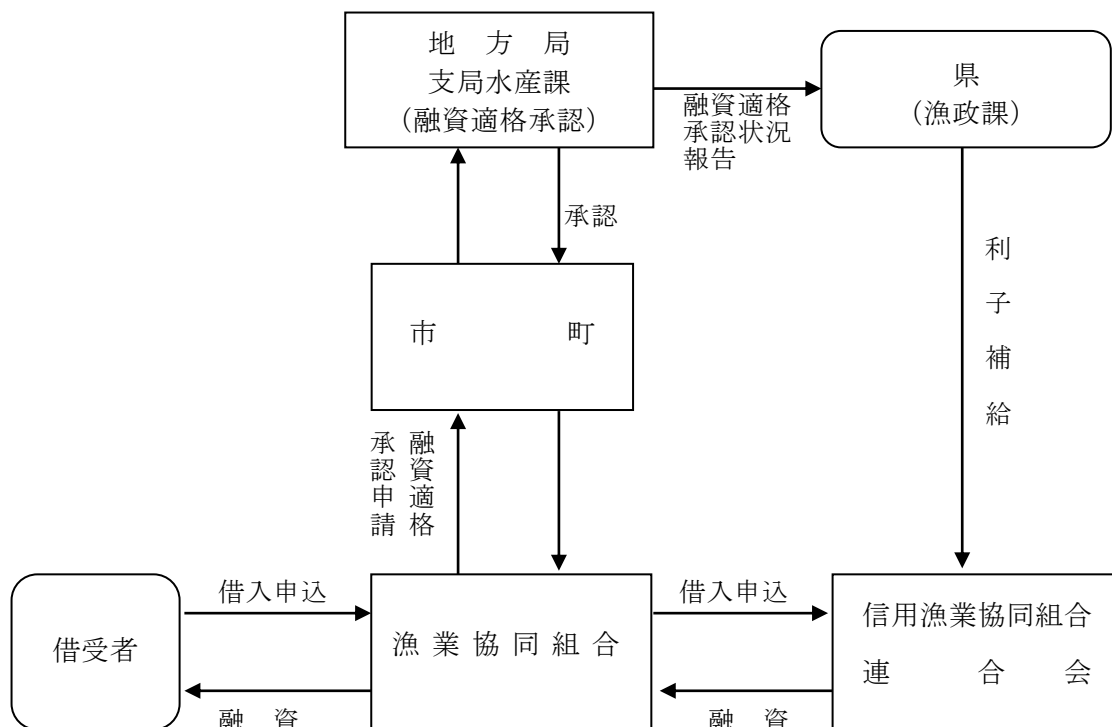 地 方 局
支局水産課
(融資適格承認)
融資適格
承認状況
報告
県
(漁政課)
承認
利子補給
市 町
融資適格
承認申請
借受者
借入申込
融 資
漁業協同組合
借入申込
融 資
信用漁業協同組合
連 合 会